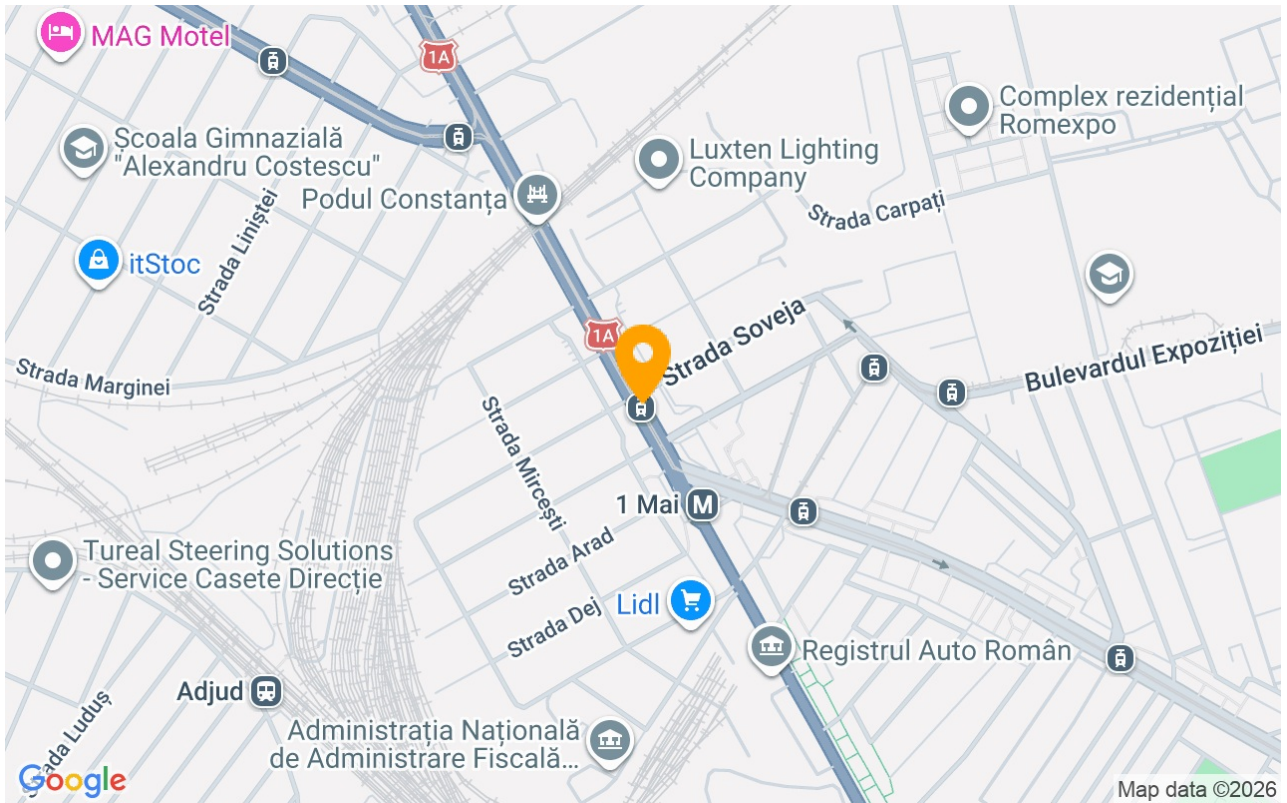 MAG Motel
1A
Școala Gimnazială
"Alexandru Costescu"
Complex rezidențial
Romexpo
Luxten Lighting
Company
Podul Constanța
Strada Carpați
Strada Liniștei
itStoc
1A
Strada Soveja
Bulevardul Expoziției
Strada Marginei
Strada Mircești
1 Mai M
Strada Arad
Tureal Steering Solutions
- Service Casete Direcție
Lidl
Strada Dej
Registrul Auto Român
Adjud
Strada Luduș
Administrația Națională
de Administrare Fiscală...
Google
Map data ©2026